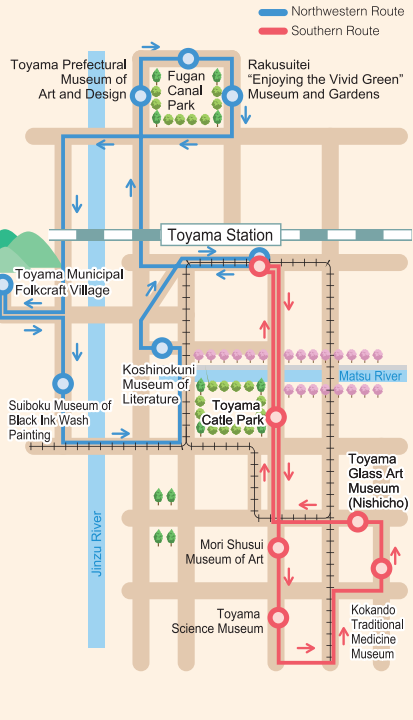 Northwestern Route
Southern Route
Toyama Prefectural
Museum of
Art and Design
Fugan
Canal
Park
Rakusuitei
“Enjoying the Vivid Green”
Museum and Gardens
Toyama Station
Toyama Municipal
Folkcraft Village
Koshinokuni
Museum of
Literature
Matsu River
Suiboku Museum of
Black Ink Wash
Painting
Toyama
Catle Park
Toyama
Glass Art
Museum
(Nishicho)
Jinzu River
Mori Shusui
Museum of Art
Toyama
Science Museum
Kokando
Traditional
Medicine
Museum